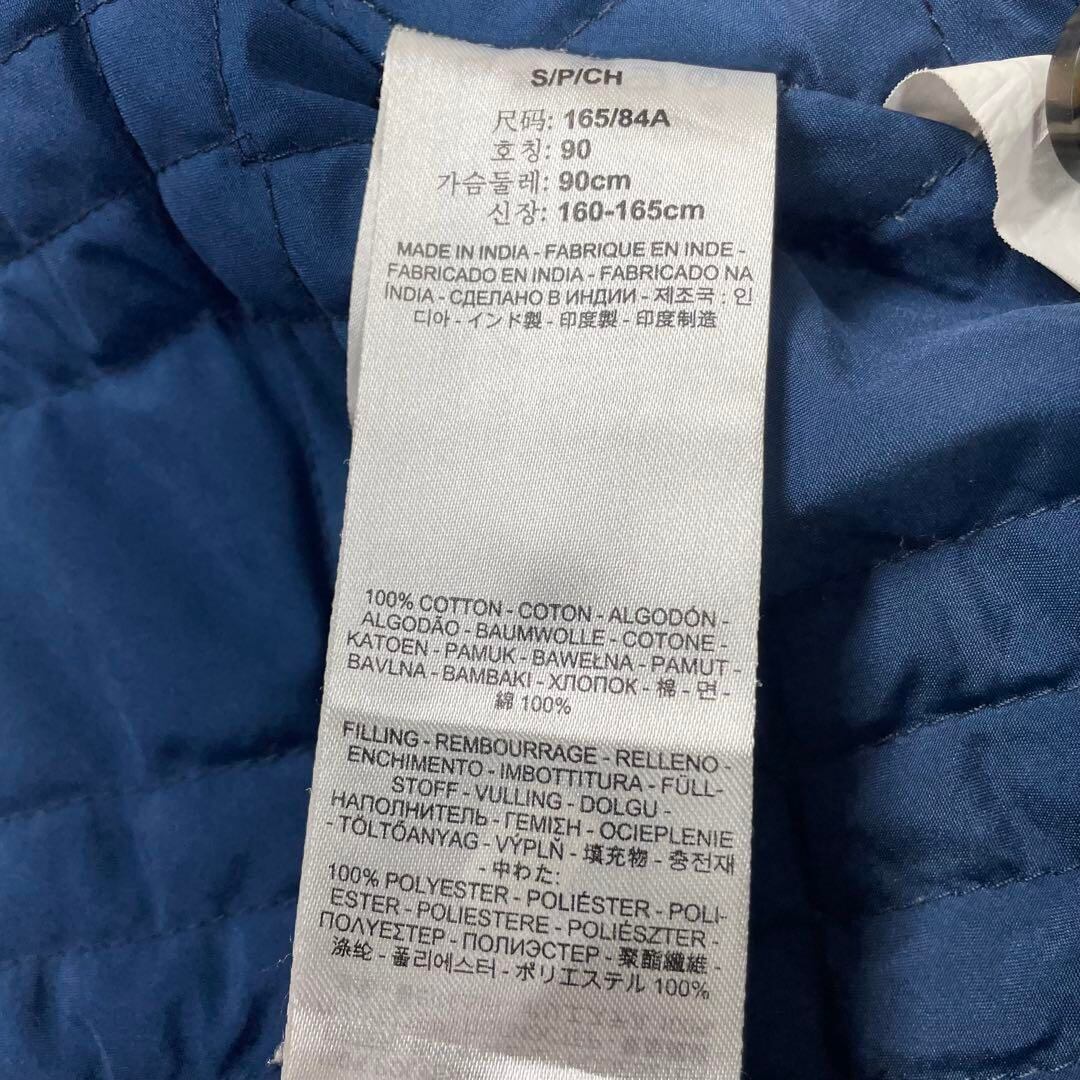 S/P/CH
尺码: 165/84A
호칭: 90
가슴둘레: 90cm
신장: 160-165cm
MADE IN INDIA - FABRIQUE EN INDE -
FABRICADO EN INDIA - FABRICADO NA
ÍNDIA - СДЕЛАНО В ИНДИИ - 제조국 : 인
디아 - インド製 - 印度製 - 印度制造
100% COTTON - COTON - ALGODÓN -
ALGODÃO - BAUMWOLLE - COTONE -
KATOEN - PAMUK - BAWEŁNA - PAMUT -
BAVLNA - BAMBAKI - ХЛОПОК - 棉 - 면 -
綿 100%
FILLING - REMBOURRAGE - RELLENO -
ENCHIMENTO - IMBOTTITURA - FÜLL-
STOFF - VULLING - DOLGU -
НАПОЛНИТЕЛЬ - ΓΕΜΙΣΗ - OCIEPLENIE
- TÖLTÓANYAG - VÝPLŇ - 填充物 - 충전재
- 中わた:
100% POLYESTER - POLIÉSTER - POLI-
ESTER - POLIESTERE - POLIÉSZTER -
ΠΟΛΥΕΣΤΕΡ - ПОЛИЭСТЕР - 聚酯纖維 -
涤纶 - 폴리에스터 - ポリエステル 100%